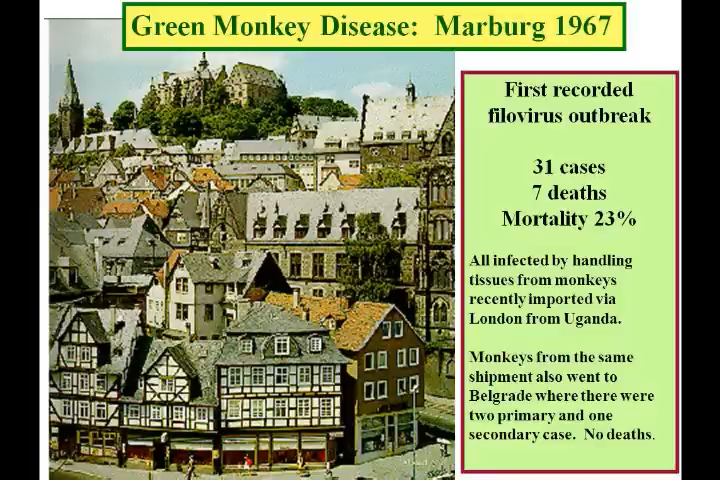 Green Monkey Disease: Marburg 1967
First recorded
filovirus outbreak
31 cases
7 deaths
Mortality 23%
All infected by handling
tissues from monkeys
recently imported via
London from Uganda.
Monkeys from the same
shipment also went to
Belgrade where there were
two primary and one
secondary case. No deaths.